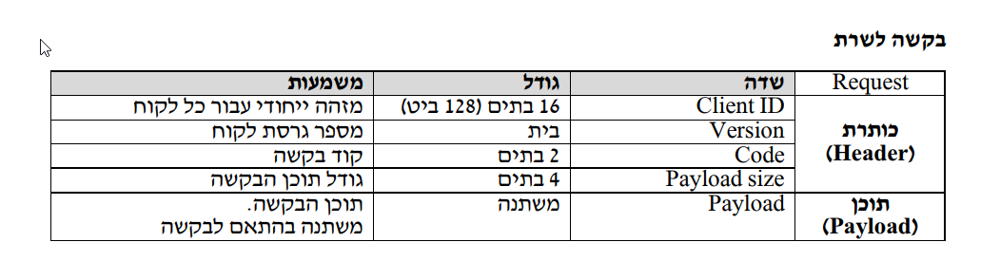 בקשה לשרת
Request שדה גודל משמעות
כותרת (Header) Client ID 16 בתים (128 ביט) מזהה ייחודי עבור כל לקוח
Version בית מספר גרסת לקוח
Code 2 בתים קוד בקשה
Payload size 4 בתים גודל תוכן הבקשה
תוכן (Payload) Payload משתנה תוכן הבקשה.
משתנה בהתאם לבקשה